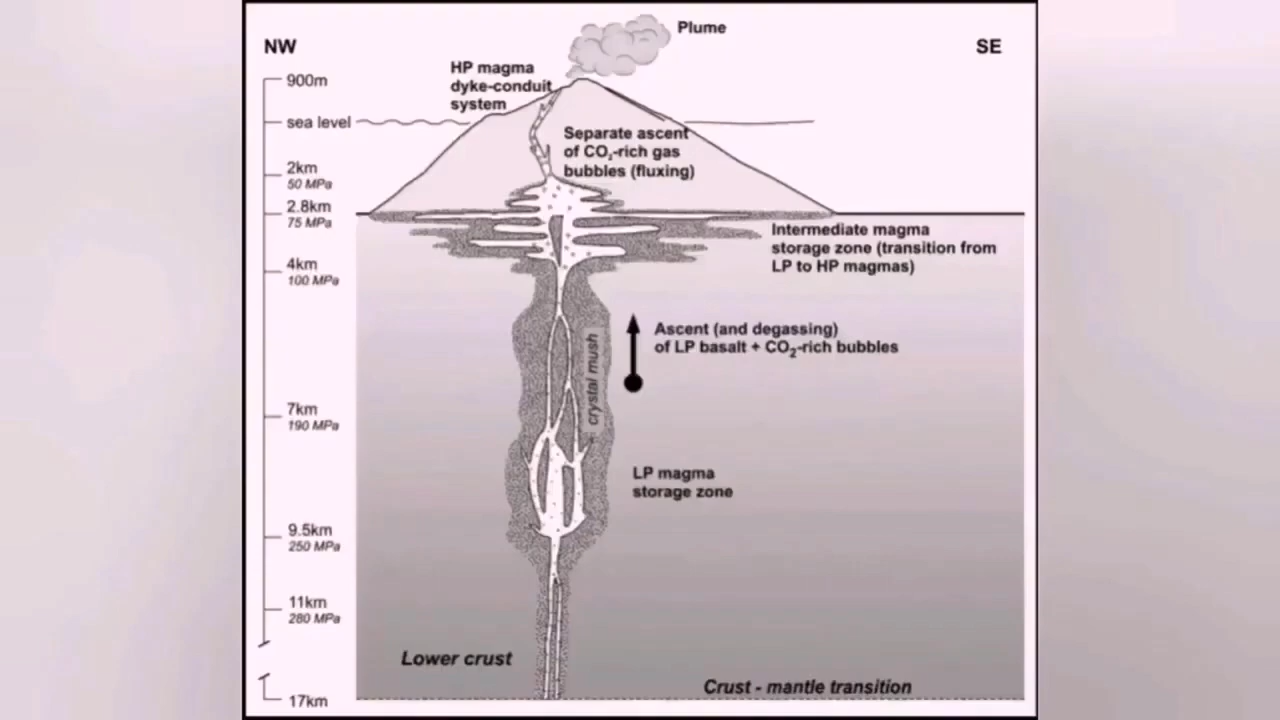 Plume
NW
SE
HP magma
dyke-conduit
system
900m
sea level
Separate ascent
of CO₂-rich gas
bubbles (fluxing)
2km
50 MPa
2.8km
75 MPa
Intermediate magma
storage zone (transition from
LP to HP magmas)
4km
100 MPa
Ascent (and degassing)
of LP basalt + CO₂-rich bubbles
crystal mush
7km
190 MPa
LP magma
storage zone
9.5km
250 MPa
11km
280 MPa
Lower crust
Crust - mantle transition
17km